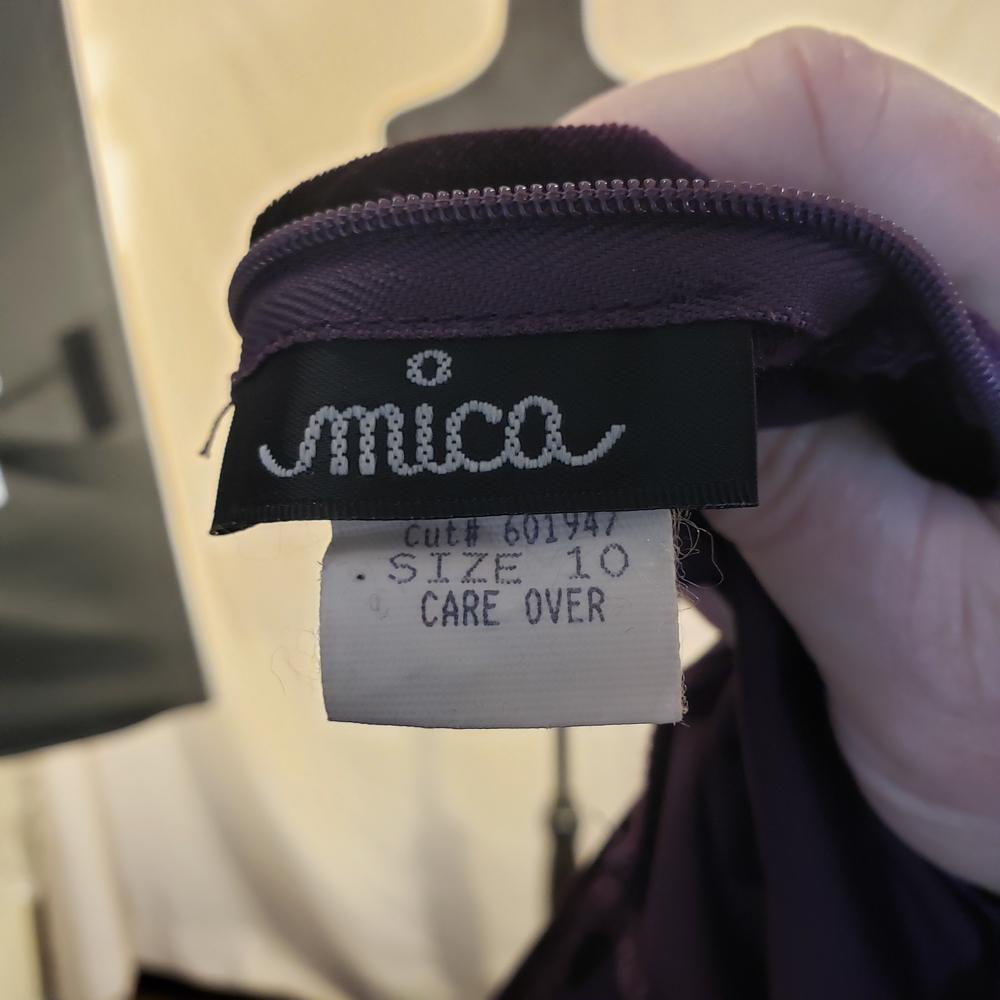 mica
cut# 601947
SIZE 10
CARE OVER